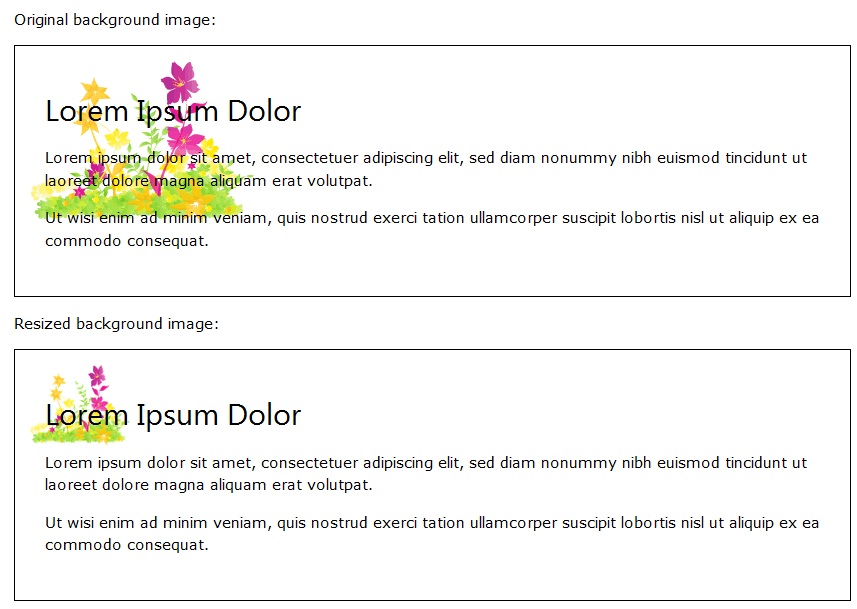 Original background image:
Lorem Ipsum Dolor
Lorem ipsum dolor sit amet, consectetuer adipiscing elit, sed diam nonummy nibh euismod tincidunt ut
laoreet dolore magna aliquam erat volutpat.
Ut wisi enim ad minim veniam, quis nostrud exerci tation ullamcorper suscipit lobortis nisl ut aliquip ex ea
commodo consequat.
Resized background image:
Lorem Ipsum Dolor
Lorem ipsum dolor sit amet, consectetuer adipiscing elit, sed diam nonummy nibh euismod tincidunt ut
laoreet dolore magna aliquam erat volutpat.
Ut wisi enim ad minim veniam, quis nostrud exerci tation ullamcorper suscipit lobortis nisl ut aliquip ex ea
commodo consequat.